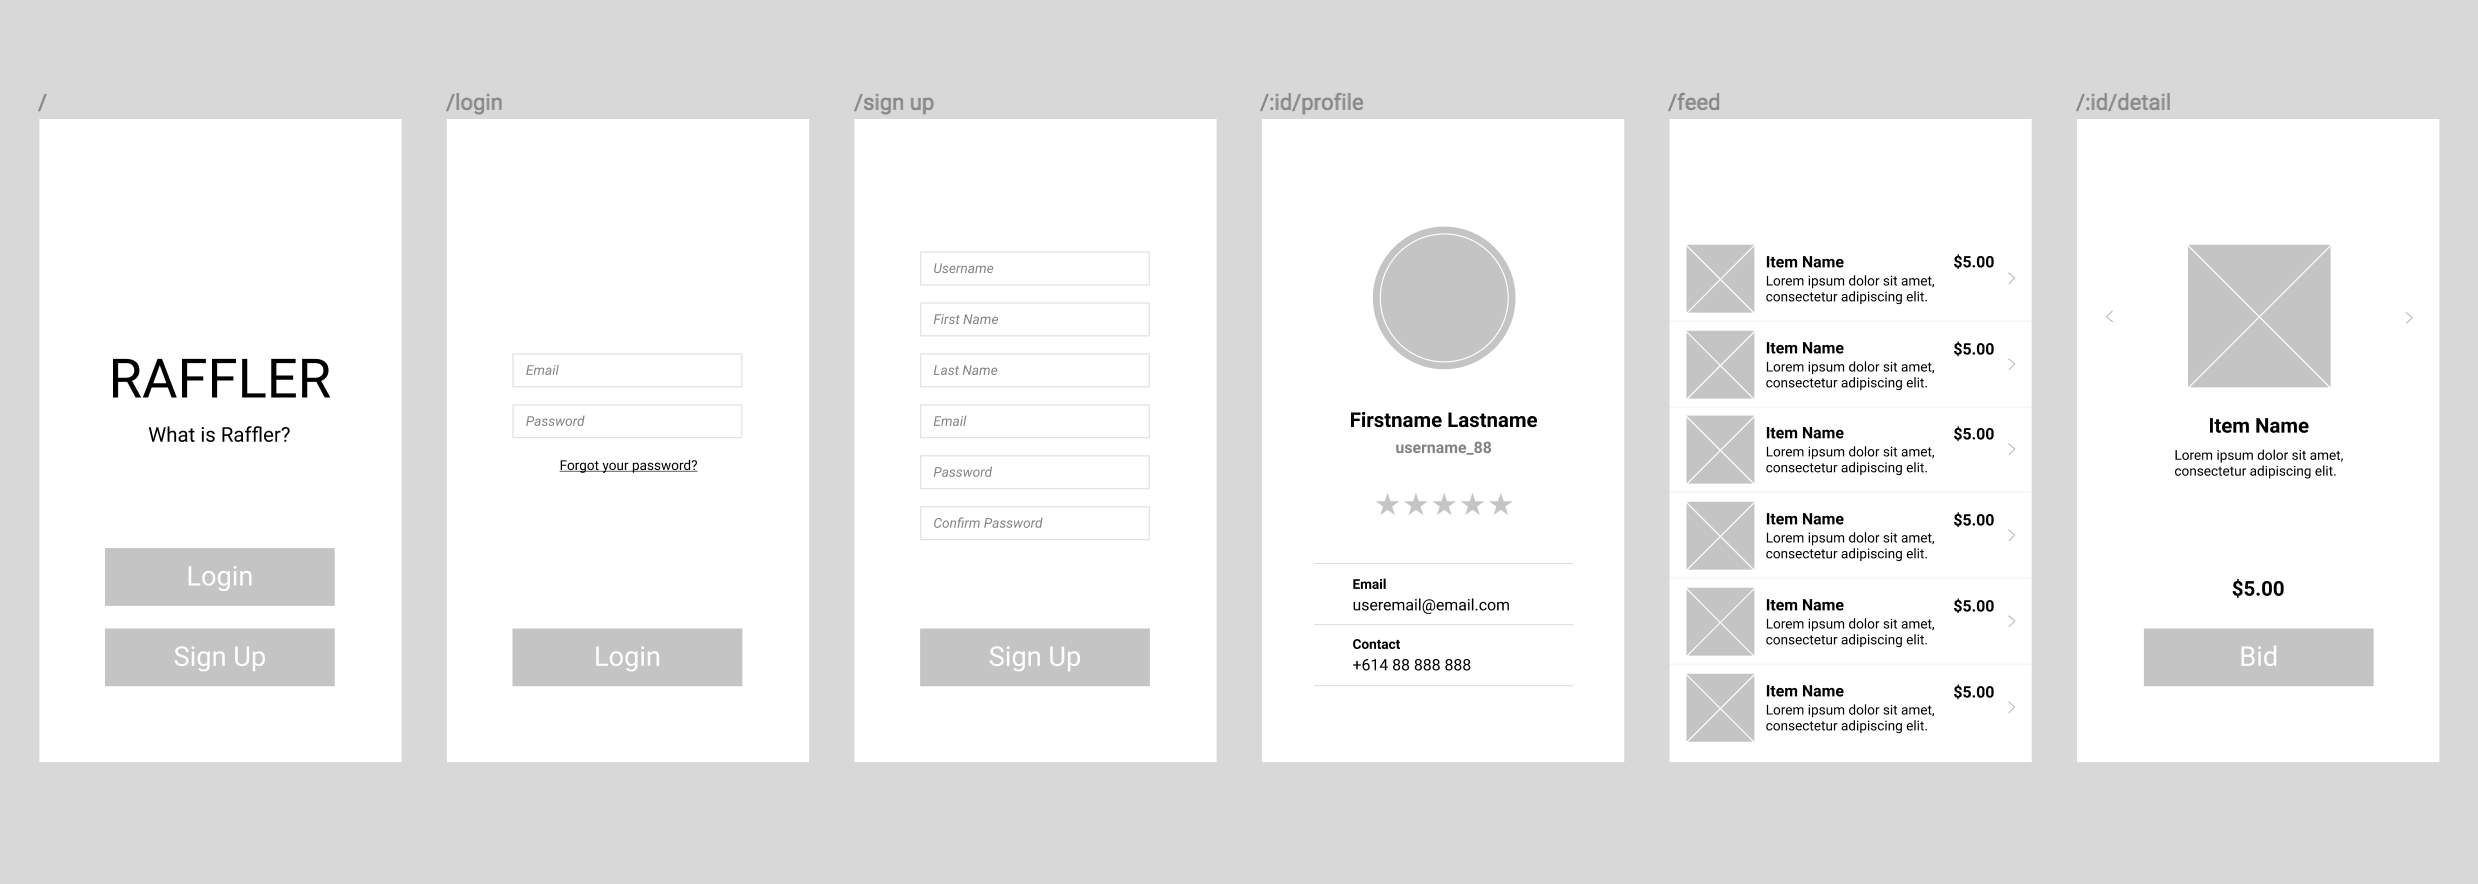 /
RAFFLER
What is Raffler?
Login
Sign Up
/login
Email
Password
Forgot your password?
Login
/sign up
Username
First Name
Last Name
Email
Password
Confirm Password
Sign Up
/:id/profile
Firstname Lastname
username_88
Email
useremail@email.com
Contact
+614 88 888 888
/feed
Item Name $5.00
Lorem ipsum dolor sit amet,
consectetur adipiscing elit.
Item Name $5.00
Lorem ipsum dolor sit amet,
consectetur adipiscing elit.
Item Name $5.00
Lorem ipsum dolor sit amet,
consectetur adipiscing elit.
Item Name $5.00
Lorem ipsum dolor sit amet,
consectetur adipiscing elit.
Item Name $5.00
Lorem ipsum dolor sit amet,
consectetur adipiscing elit.
Item Name $5.00
Lorem ipsum dolor sit amet,
consectetur adipiscing elit.
/:id/detail
Item Name
Lorem ipsum dolor sit amet,
consectetur adipiscing elit.
$5.00
Bid